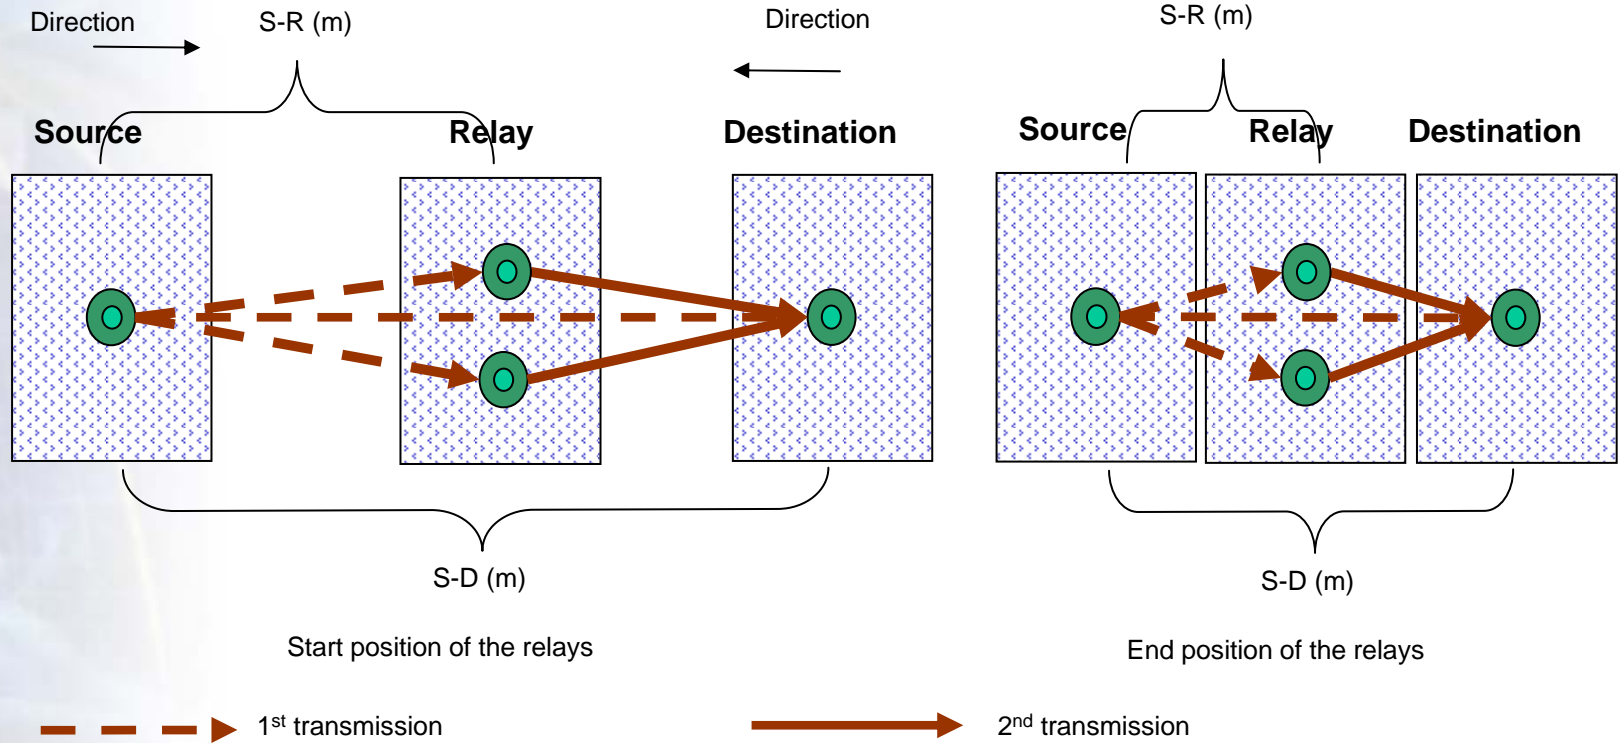 Direction
S-R (m)
Direction
S-R (m)
Source
Relay
Destination
Source
Relay
Destination
S-D (m)
S-D (m)
Start position of the relays
End position of the relays
1st transmission
2nd transmission